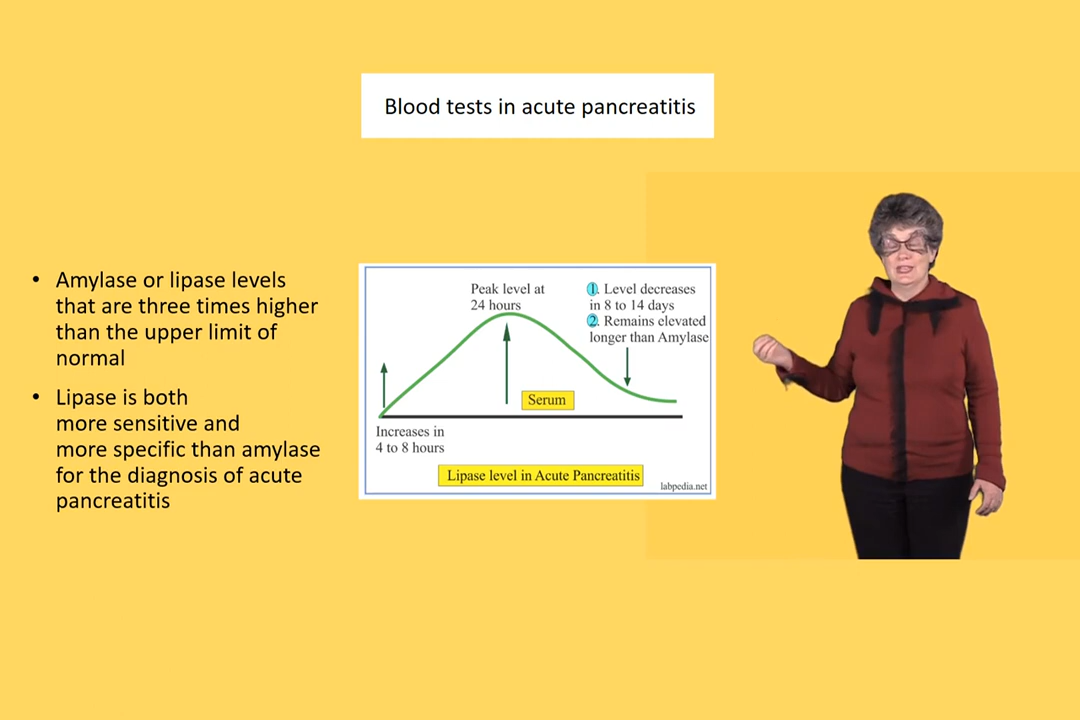 Blood tests in acute pancreatitis
• Amylase or lipase levels
that are three times higher
than the upper limit of
normal
• Lipase is both
more sensitive and
more specific than amylase
for the diagnosis of acute
pancreatitis
Peak level at
24 hours
1. Level decreases
in 8 to 14 days
2. Remains elevated
longer than Amylase
Serum
Increases in
4 to 8 hours
Lipase level in Acute Pancreatitis
labpedia.net